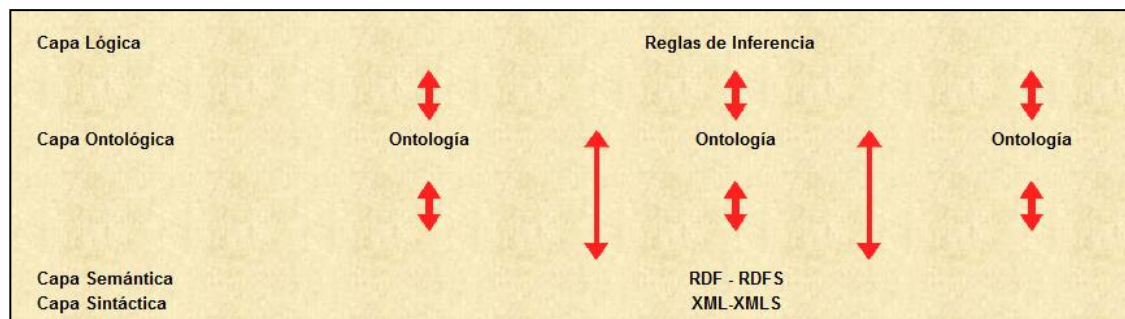 Capa Lógica Reglas de Inferencia
Capa Ontológica Ontología Ontología Ontología
Capa Semántica RDF - RDFS
Capa Sintáctica XML-XMLS